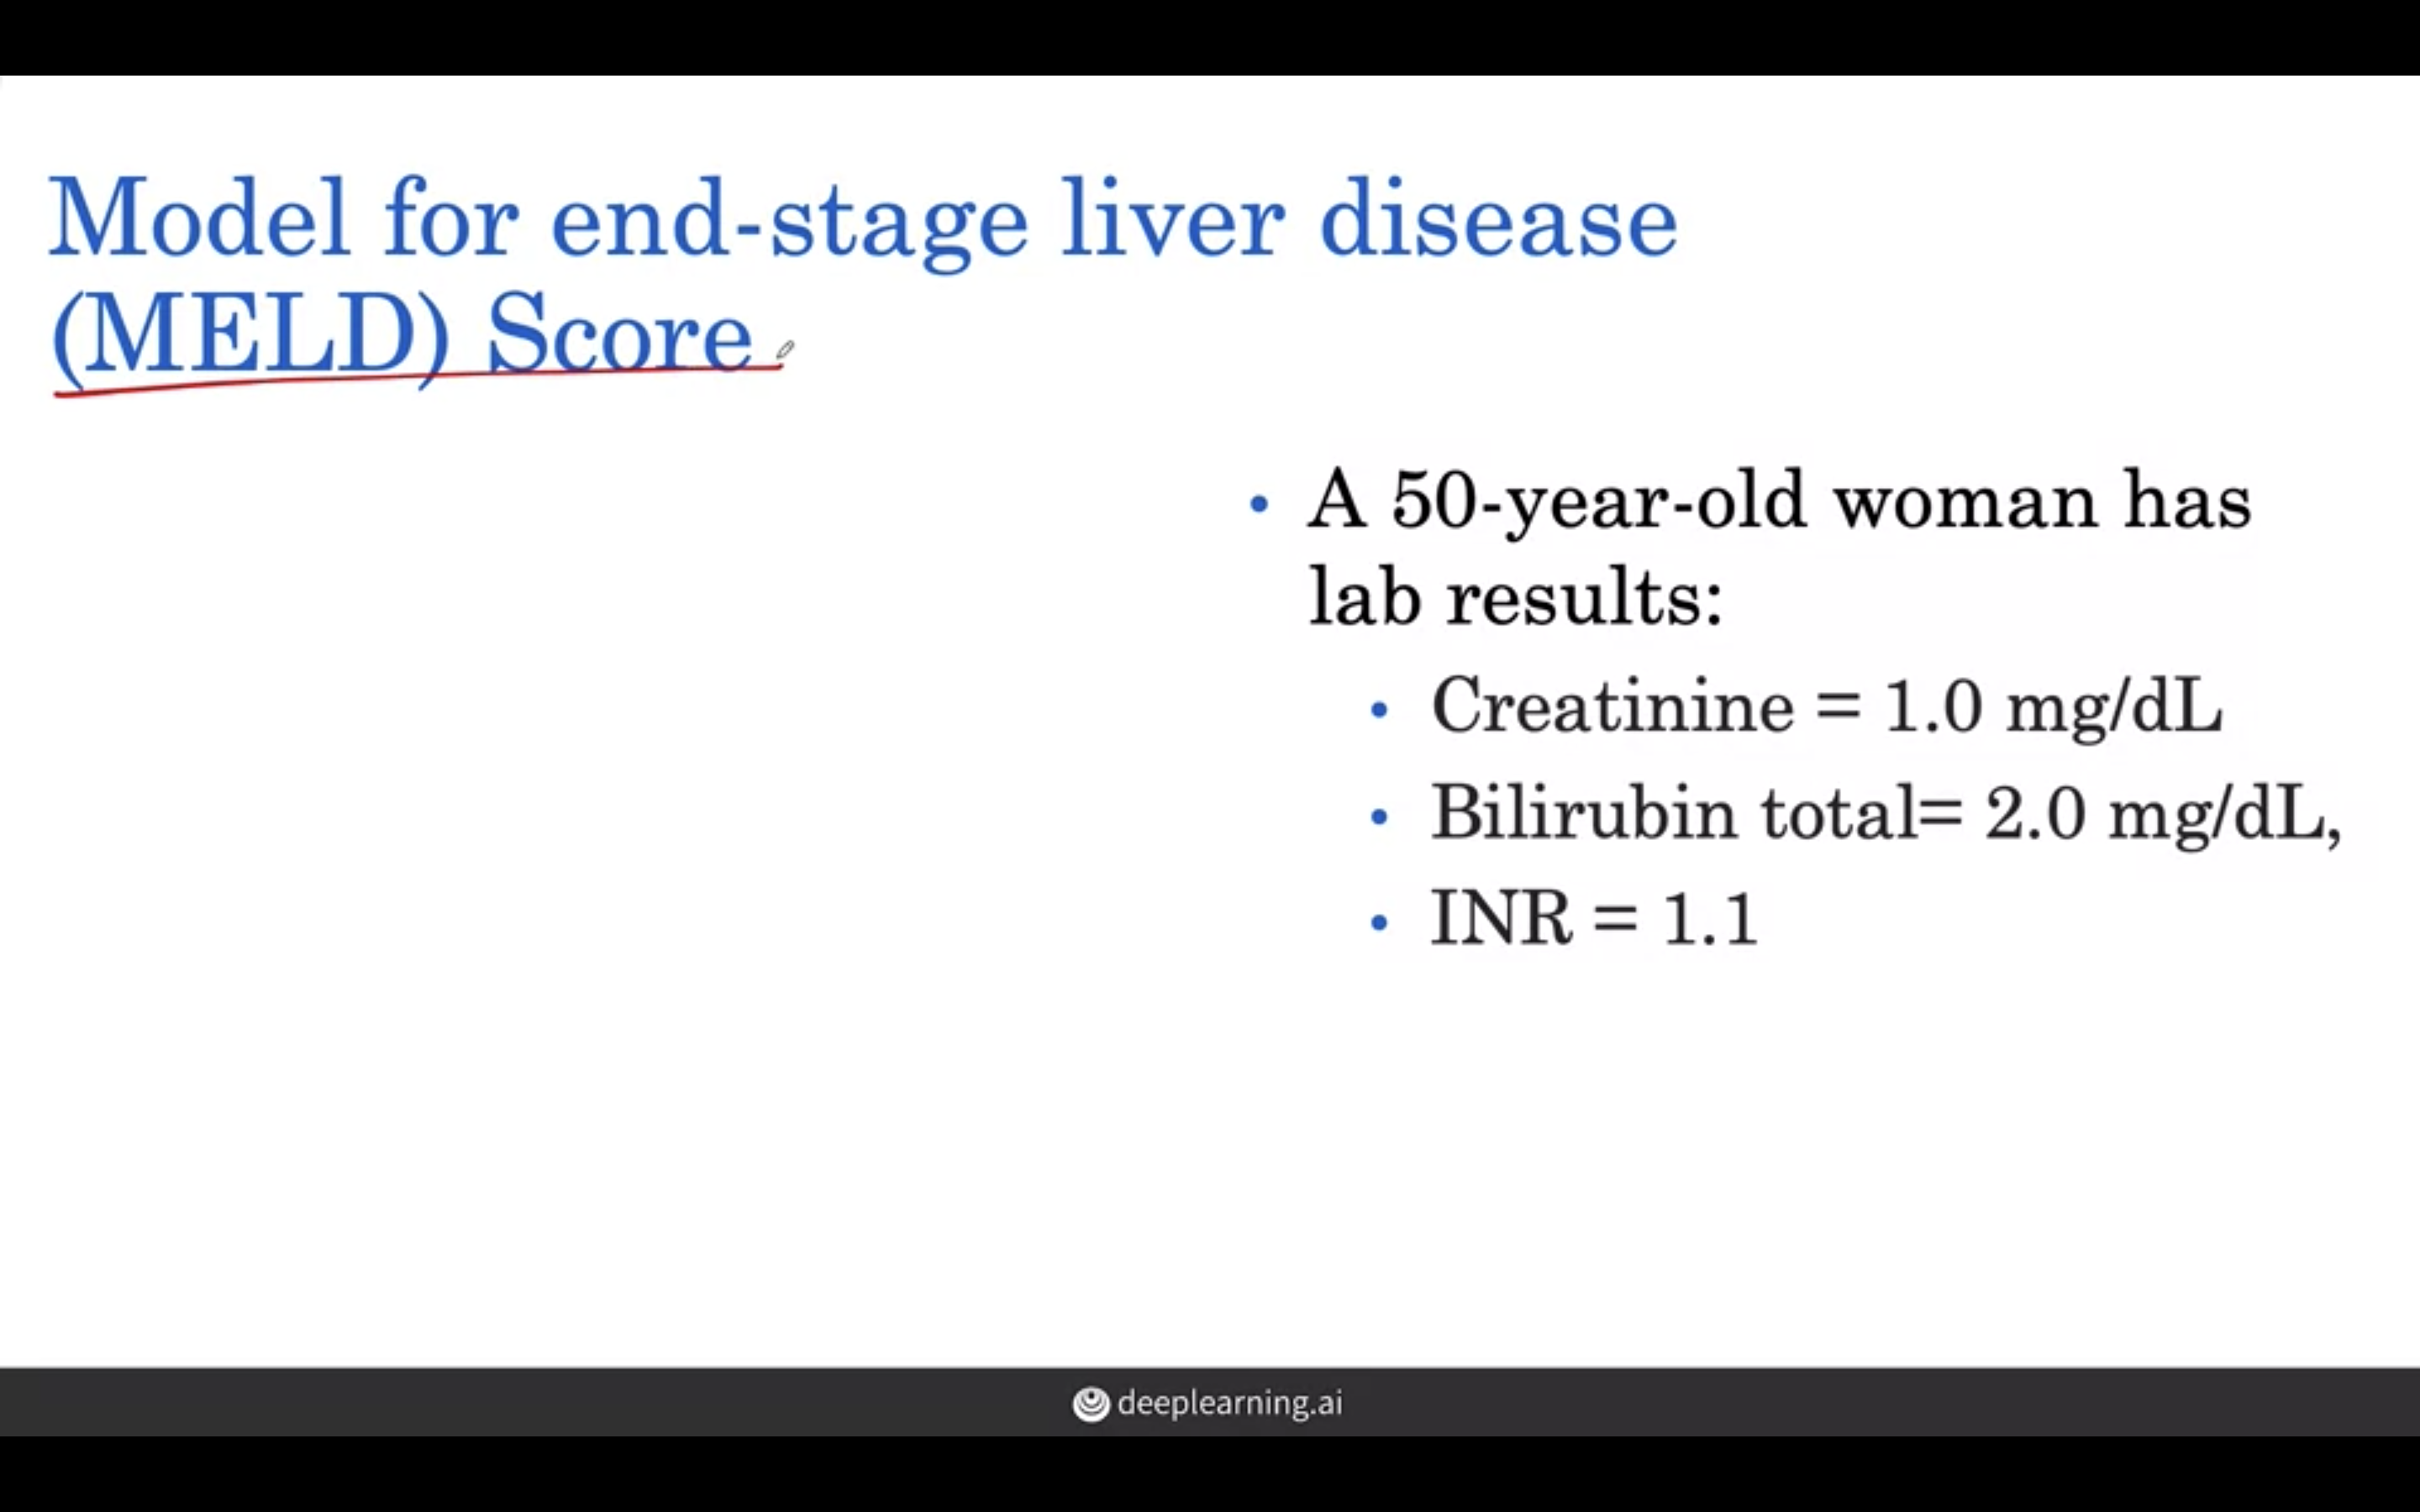 Model for end-stage liver disease
(MELD) Score
• A 50-year-old woman has
lab results:
• Creatinine = 1.0 mg/dL
• Bilirubin total= 2.0 mg/dL,
• INR = 1.1
deeplearning.ai